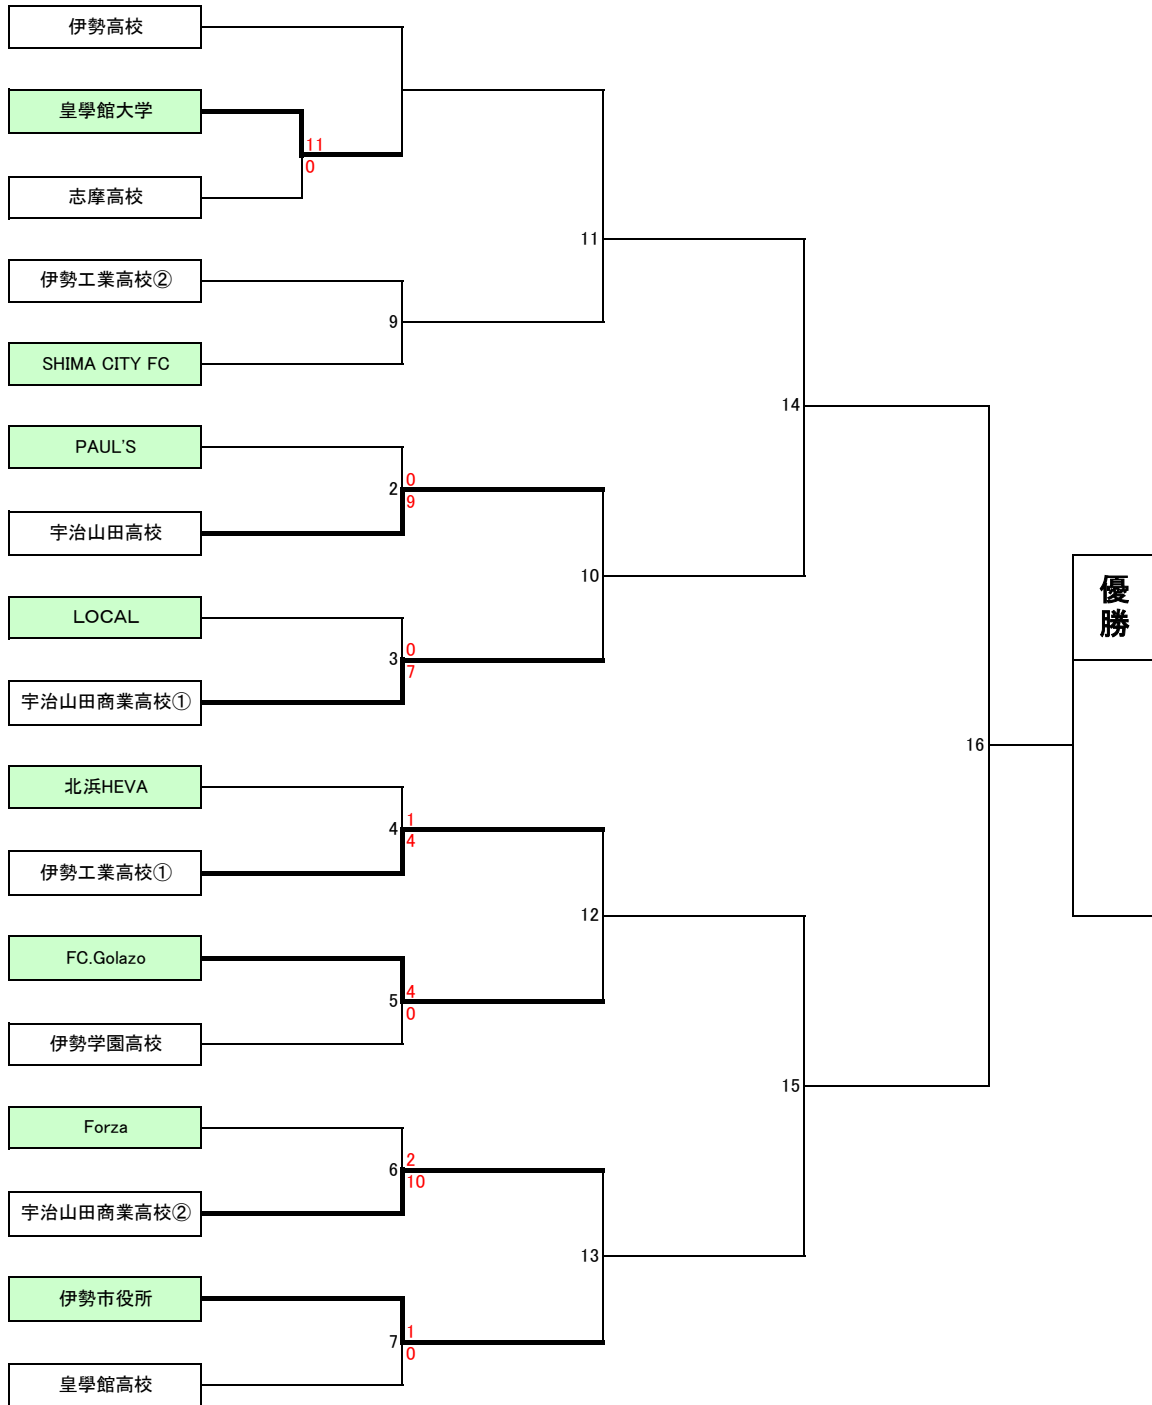 伊勢高校
皇學館大学
11
0
志摩高校
11
伊勢工業高校②
9
SHIMA CITY FC
14
PAUL'S
0
2
9
宇治山田高校
10
優
勝
LOCAL
0
3
7
宇治山田商業高校①
16
北浜HEVA
1
4
4
伊勢工業高校①
12
FC.Golazo
4
5
0
伊勢学園高校
15
Forza
2
6
10
宇治山田商業高校②
13
伊勢市役所
1
7
0
皇學館高校